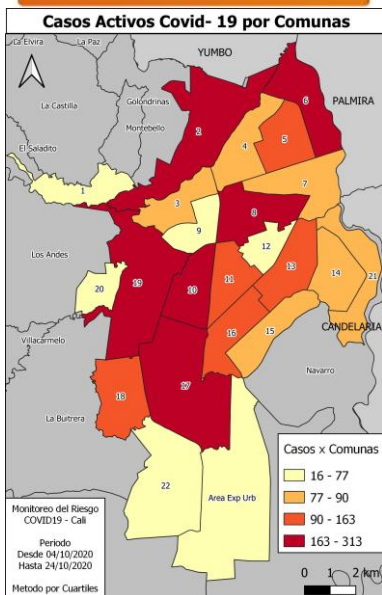 Casos Activos Covid- 19 por Comunas
La Elvira
La Paz
YUMBO
Golondrinas
La Castilla
Montebello
PALMIRA
El Saladito
6
2
5
4
1
7
3
8
9
12
Los Andes
20
19
10
11
13
14
21
16
15
CANDELARIA
Villacarmelo
Navarro
17
18
La Buitrera
22
Area Exp Urb
Casos x Comunas
16 - 77
77 - 90
90 - 163
163 - 313
Monitoreo del Riesgo
COVID19 - Cali
Periodo
Desde 04/10/2020
Hasta 24/10/2020
Metodo por Cuartiles
0 1 2 km